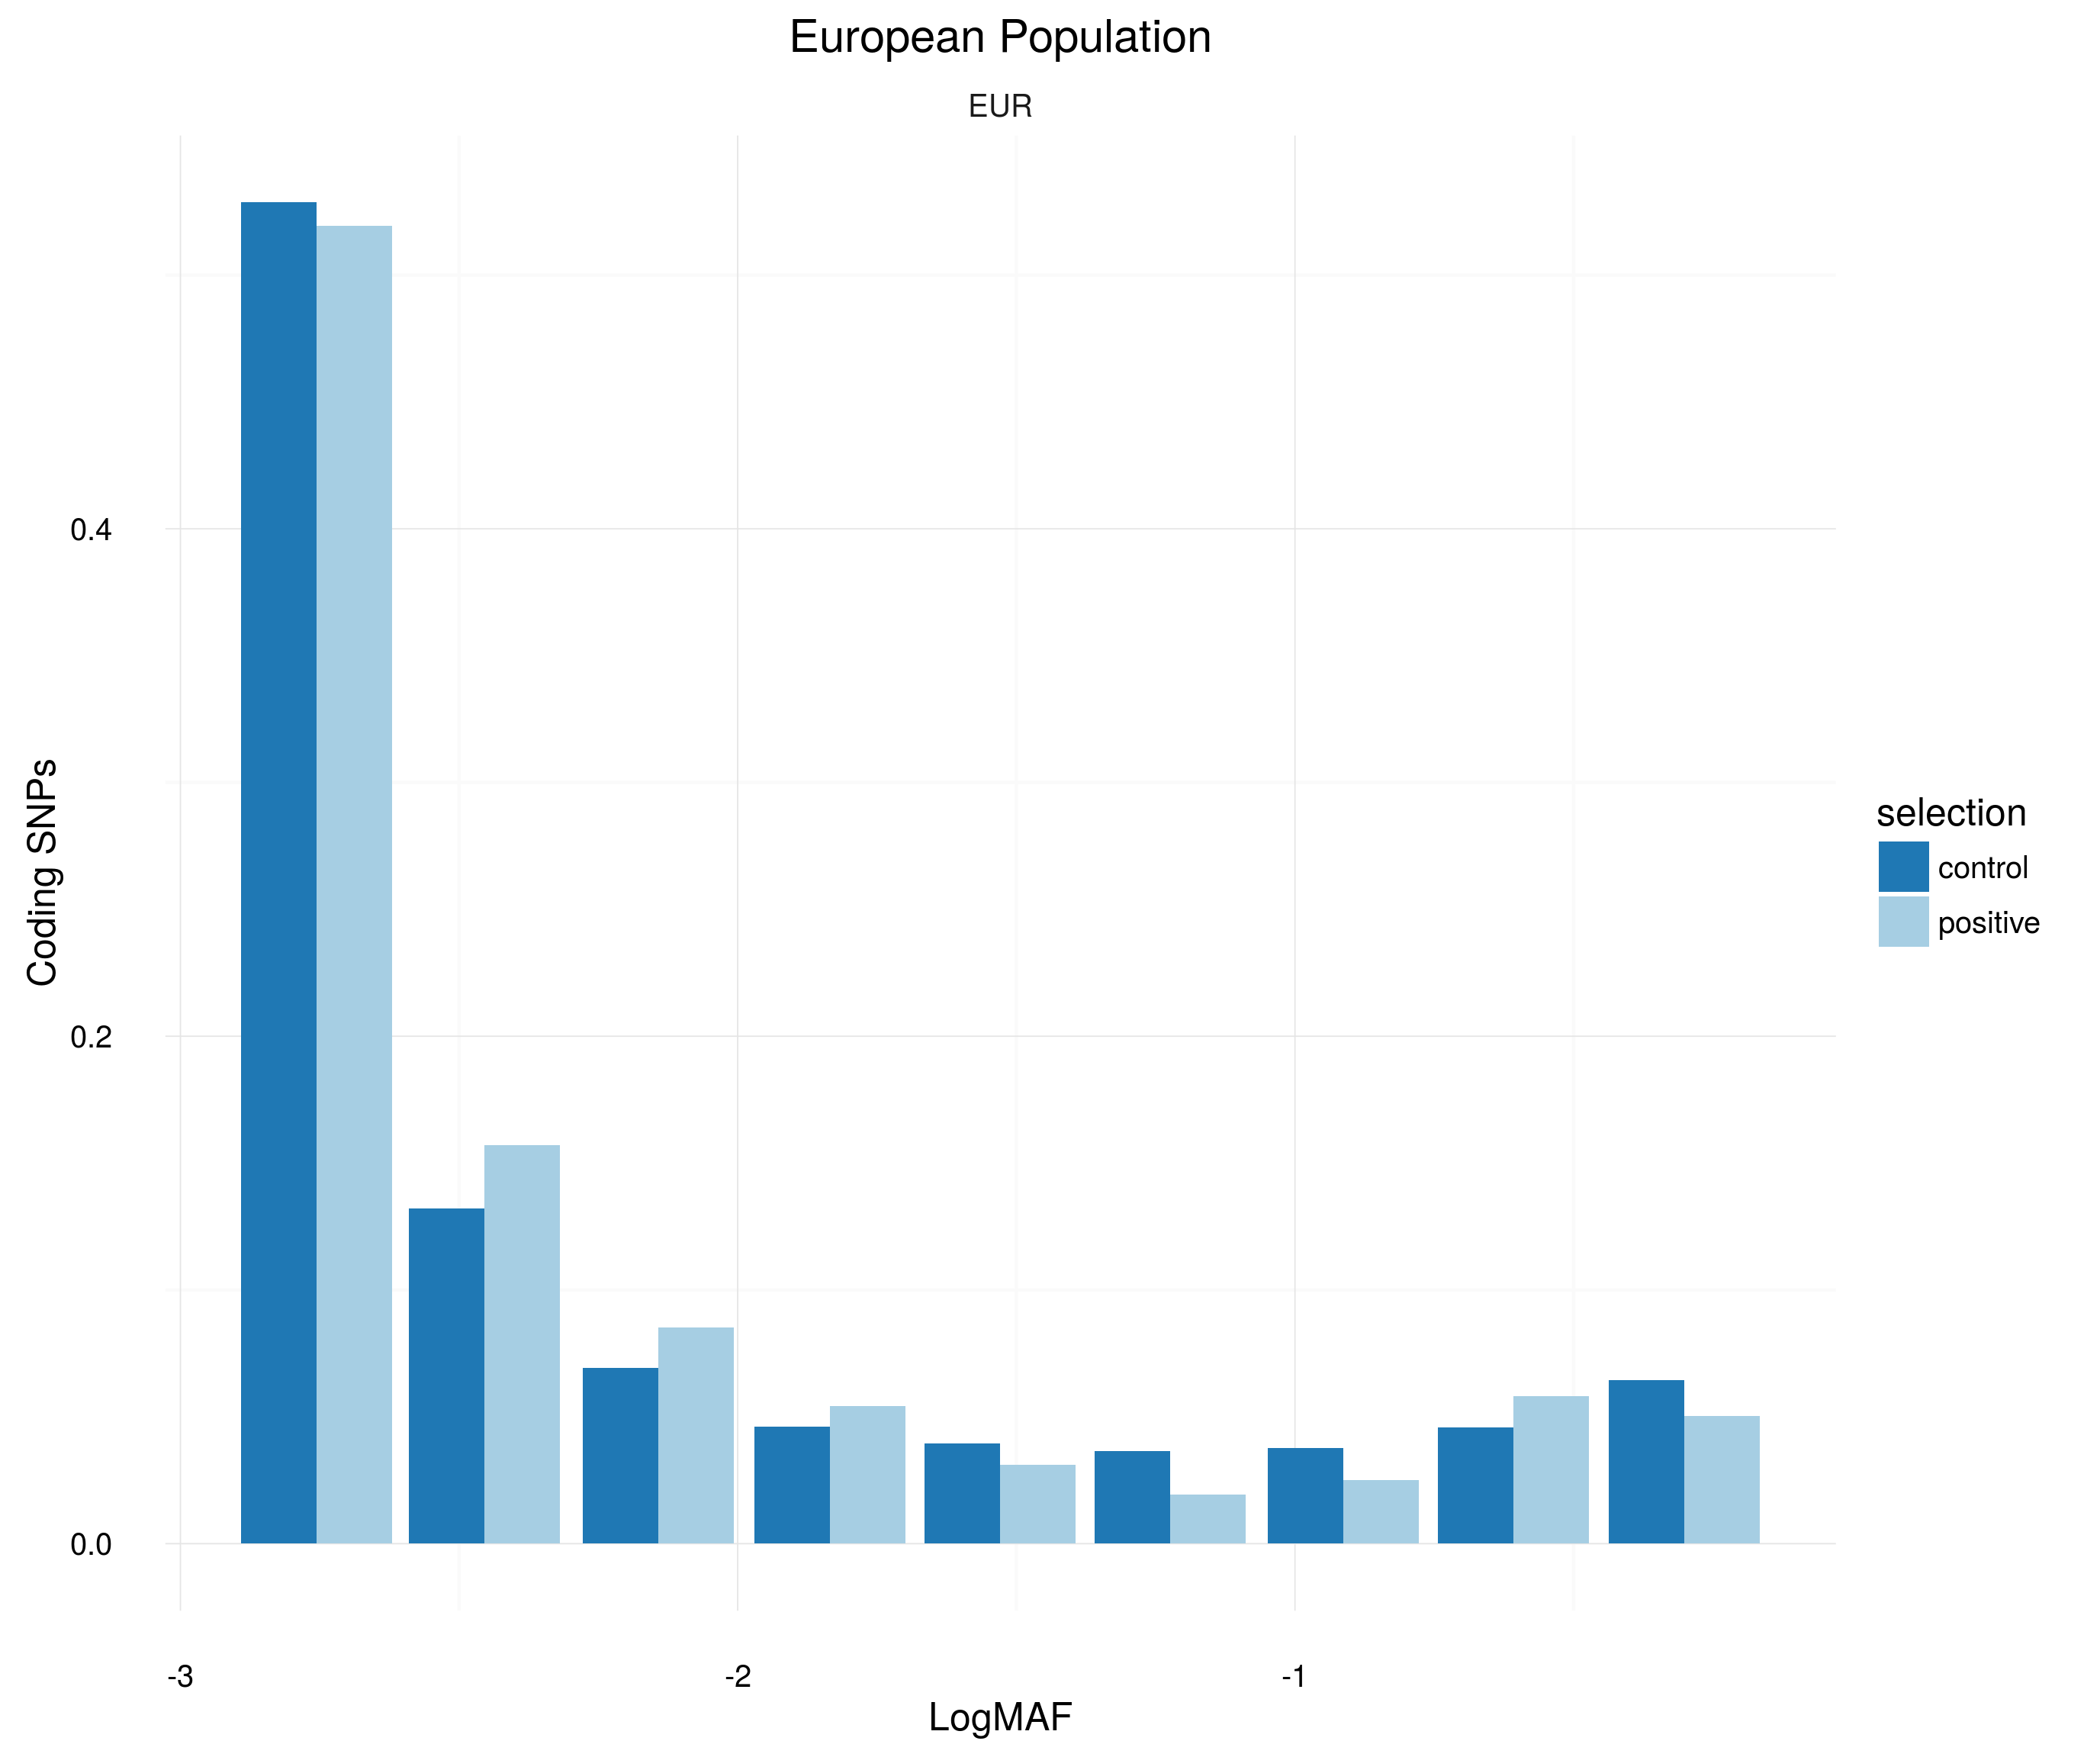 European Population
EUR
Coding SNPs
0.4
0.2
0.0
-3
-2
-1
LogMAF
selection
control
positive